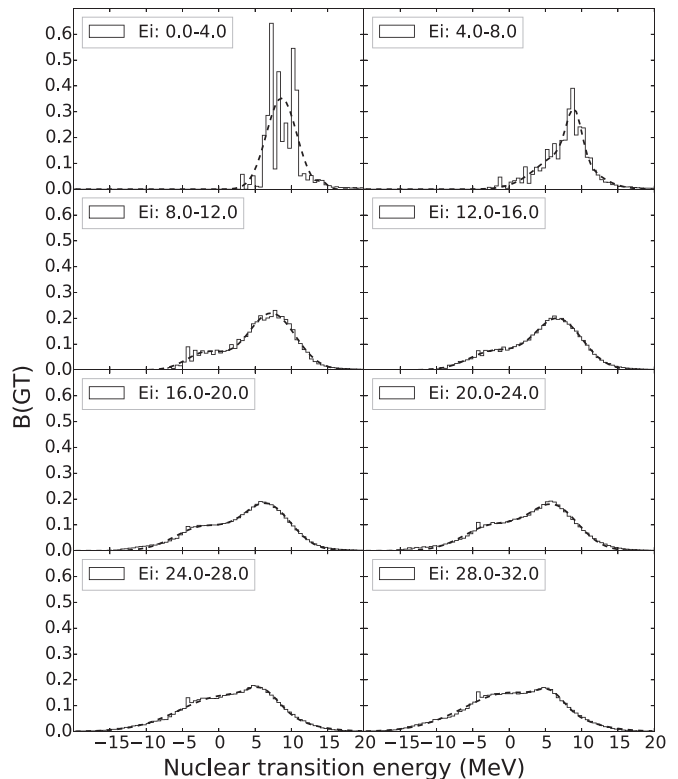 0.6
0.5
0.4
0.3
0.2
0.1
0.0
Ei: 0.0-4.0
Ei: 4.0-8.0
0.6
0.5
0.4
0.3
0.2
0.1
0.0
Ei: 8.0-12.0
Ei: 12.0-16.0
0.6
0.5
0.4
0.3
0.2
0.1
0.0
Ei: 16.0-20.0
Ei: 20.0-24.0
0.6
0.5
0.4
0.3
0.2
0.1
0.0
Ei: 24.0-28.0
Ei: 28.0-32.0
B(GT)
−15 −10 −5 0 5 10 15 20 −15 −10 −5 0 5 10 15 20
Nuclear transition energy (MeV)